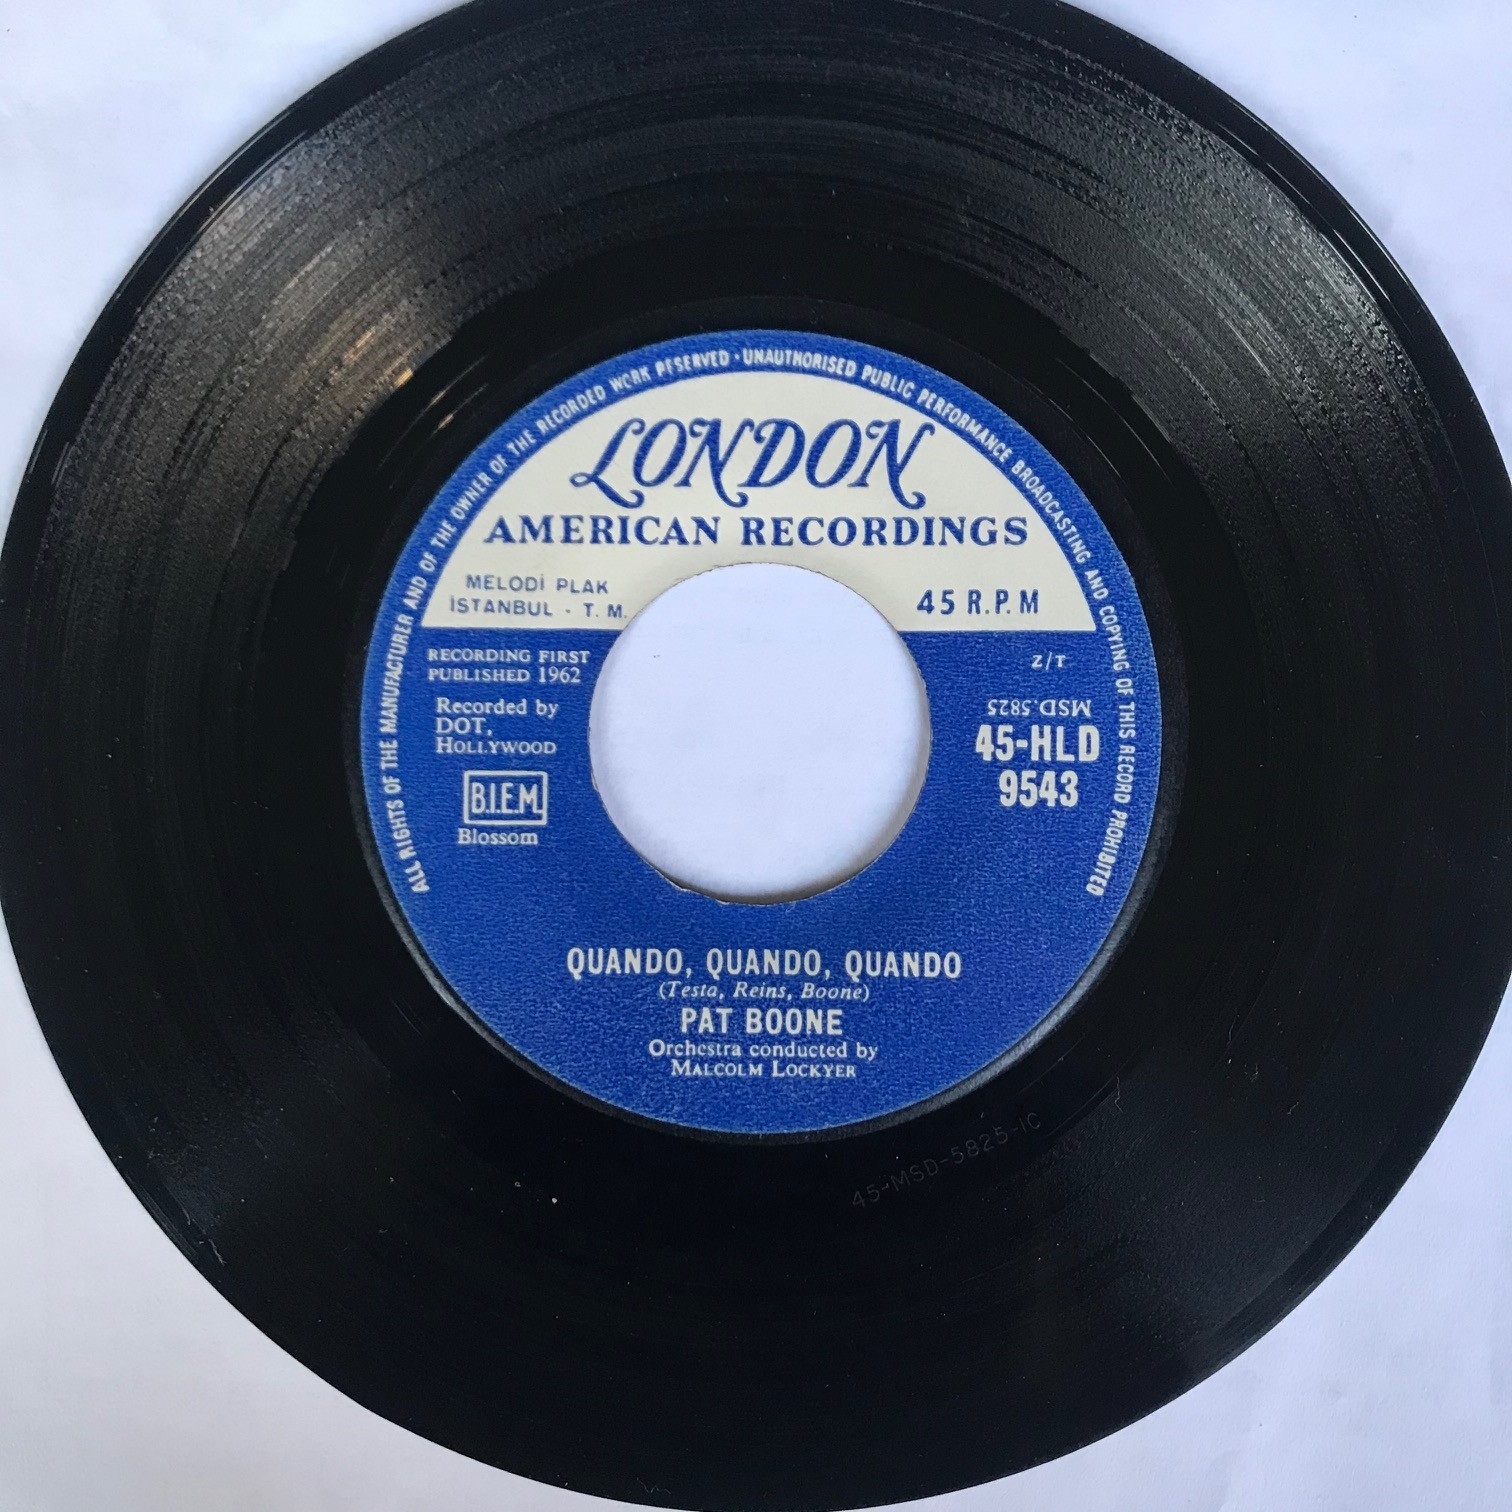 ALL RIGHTS OF THE MANUFACTURER AND OF THE OWNER OF THE RECORDED WORK RESERVED · UNAUTHORISED PUBLIC PERFORMANCE BROADCASTING AND COPYING OF THIS RECORD PROHIBITED
LONDON
AMERICAN RECORDINGS
MELODİ PLAK
İSTANBUL - T. M.
45 R.P.M
RECORDING FIRST
PUBLISHED 1962
Recorded by
DOT,
HOLLYWOOD
B.I.E.M.
Blossom
Z/T
MSD.5825
45-HLD
9543
QUANDO, QUANDO, QUANDO
(Testa, Reins, Boone)
PAT BOONE
Orchestra conducted by
MALCOLM LOCKYER
45-MSD-5825-1C